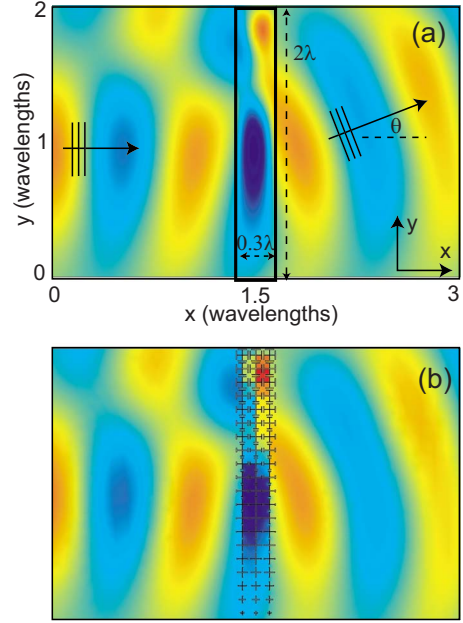 2
(a)
2λ
y (wavelengths)
1
θ
y
0.3λ
x
0
0
1.5
3
x (wavelengths)
(b)